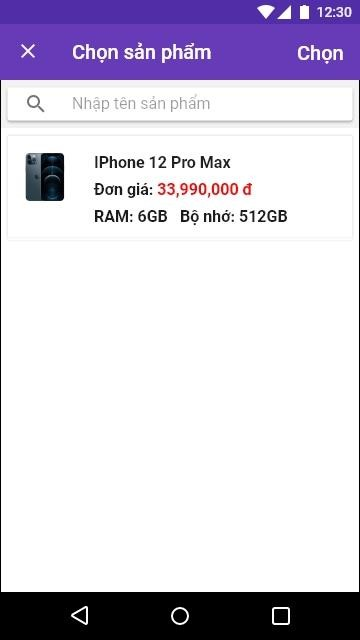 12:30
Chọn sản phẩm
Chọn
Nhập tên sản phẩm
IPhone 12 Pro Max
Đơn giá: 33,990,000 đ
RAM: 6GB Bộ nhớ: 512GB